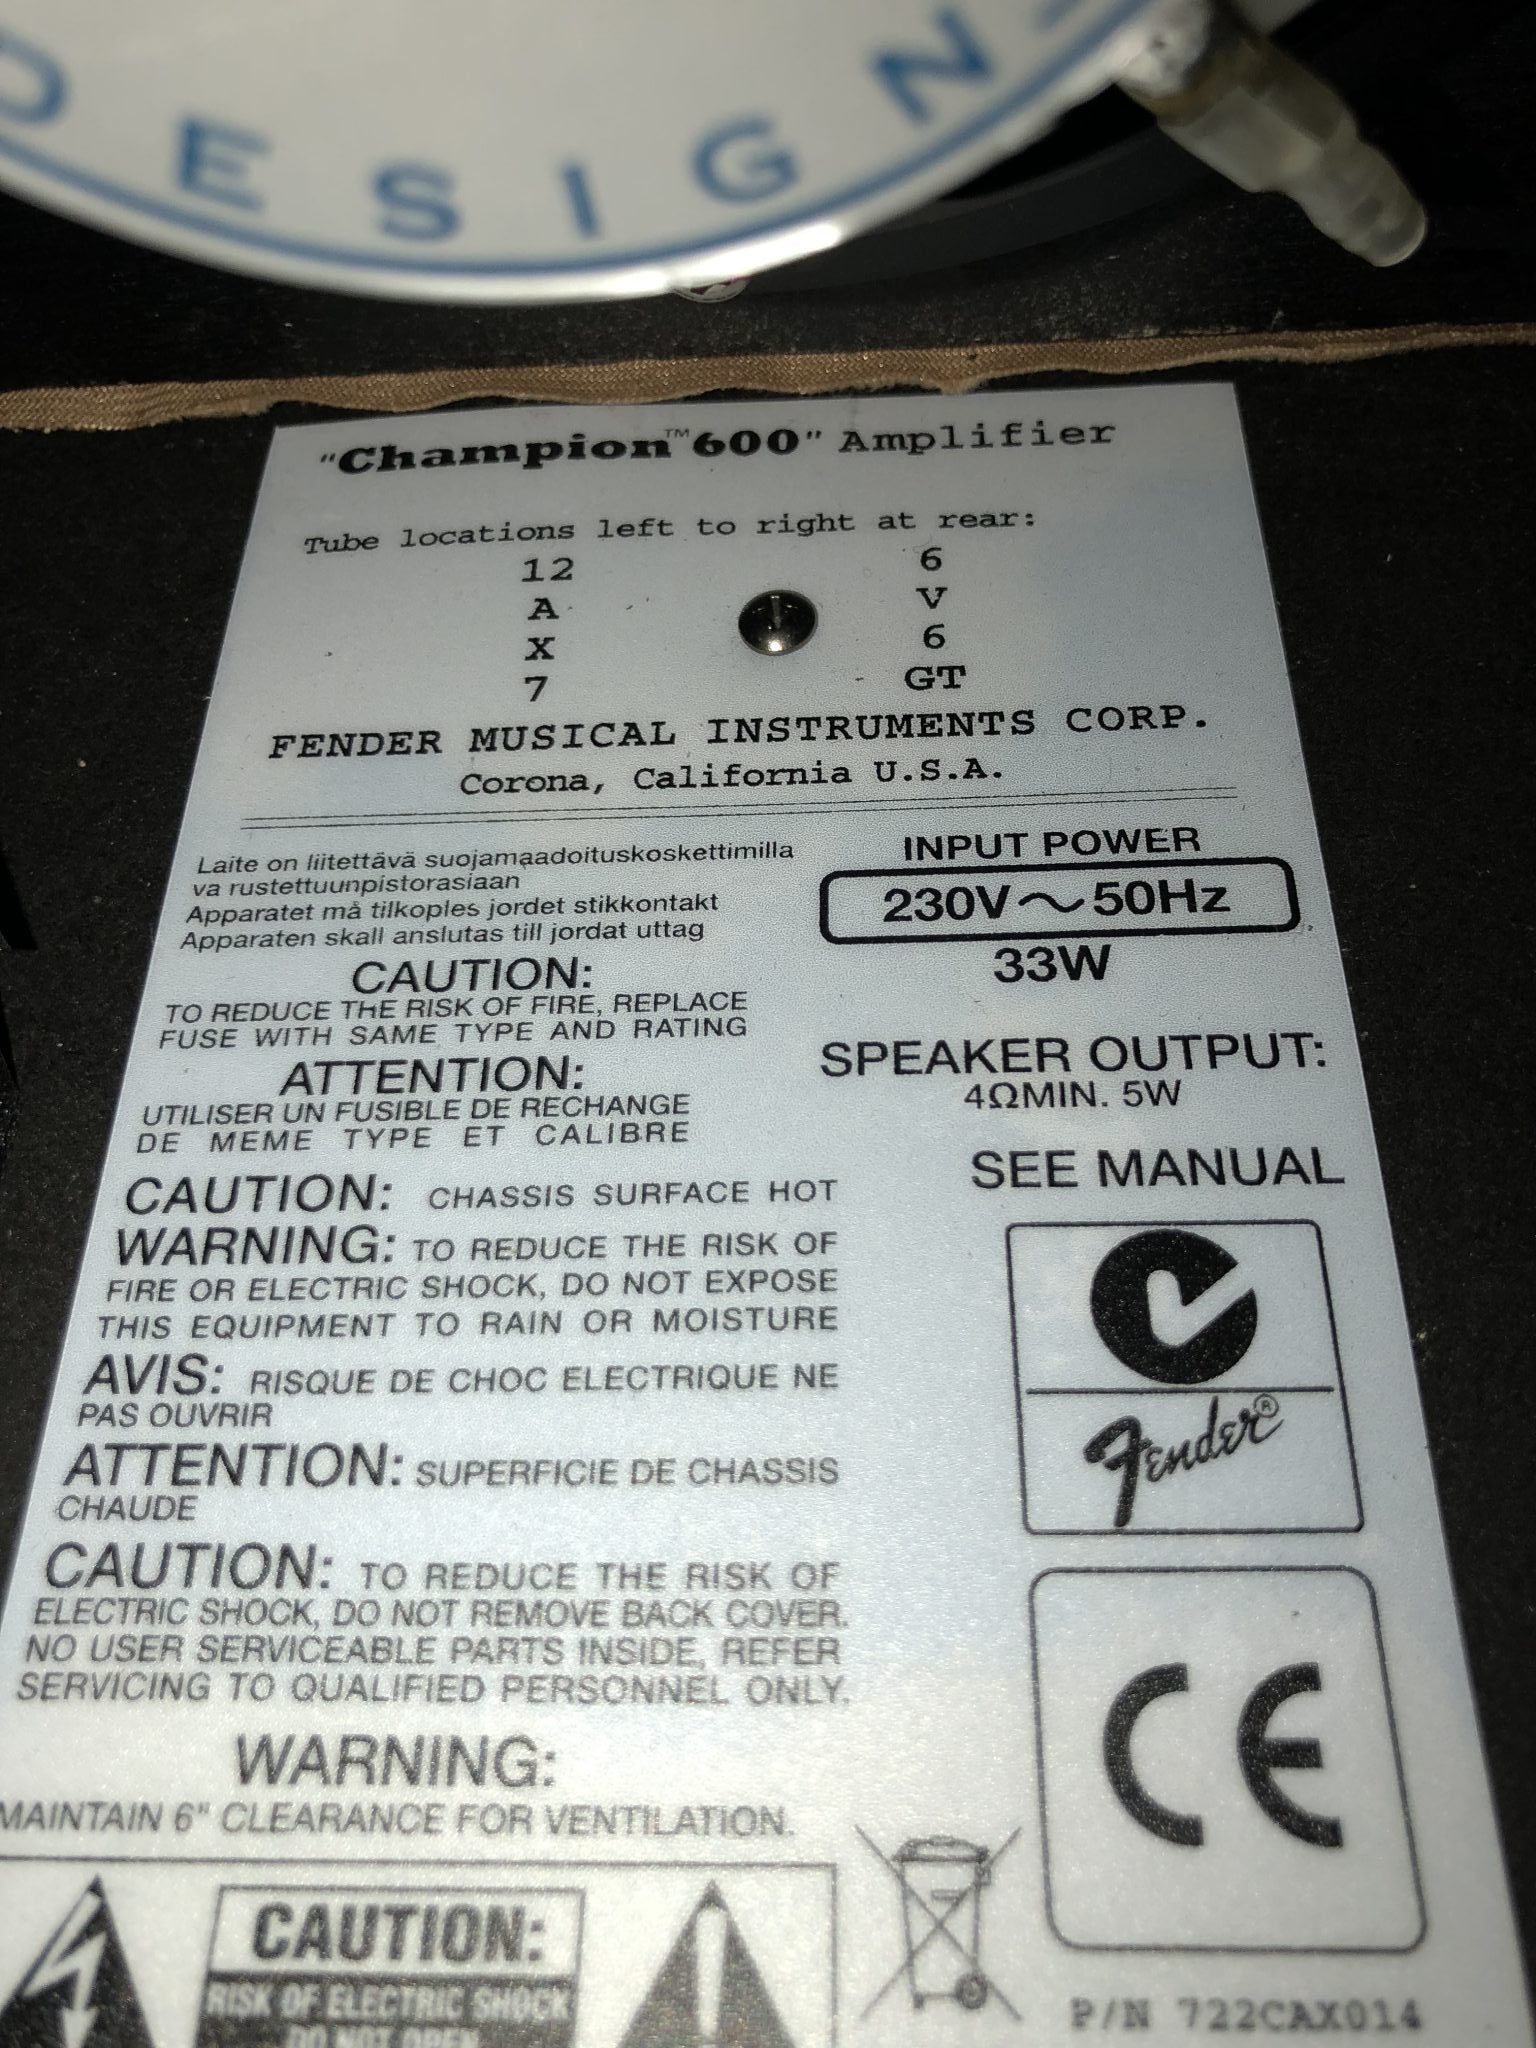 DESIGN
"Champion™ 600" Amplifier
Tube locations left to right at rear:
12 6
A V
X 6
7 GT
FENDER MUSICAL INSTRUMENTS CORP.
Corona, California U.S.A.
Laite on liitettävä suojamaadoituskoskettimilla
va rustettuunpistorasiaan
Apparatet må tilkoples jordet stikkontakt
Apparaten skall anslutas till jordat uttag
INPUT POWER
230V ~ 50Hz
33W
CAUTION:
TO REDUCE THE RISK OF FIRE, REPLACE
FUSE WITH SAME TYPE AND RATING
ATTENTION:
UTILISER UN FUSIBLE DE RECHANGE
DE MEME TYPE ET CALIBRE
SPEAKER OUTPUT:
4ΩMIN. 5W
SEE MANUAL
CAUTION: CHASSIS SURFACE HOT
WARNING: TO REDUCE THE RISK OF
FIRE OR ELECTRIC SHOCK, DO NOT EXPOSE
THIS EQUIPMENT TO RAIN OR MOISTURE
AVIS: RISQUE DE CHOC ELECTRIQUE NE
PAS OUVRIR
ATTENTION: SUPERFICIE DE CHASSIS
CHAUDE
Fender®
CAUTION: TO REDUCE THE RISK OF
ELECTRIC SHOCK, DO NOT REMOVE BACK COVER.
NO USER SERVICEABLE PARTS INSIDE, REFER
SERVICING TO QUALIFIED PERSONNEL ONLY.
CE
WARNING:
MAINTAIN 6" CLEARANCE FOR VENTILATION.
CAUTION:
RISK OF ELECTRIC SHOCK
DO NOT OPEN
P/N 722CAX014